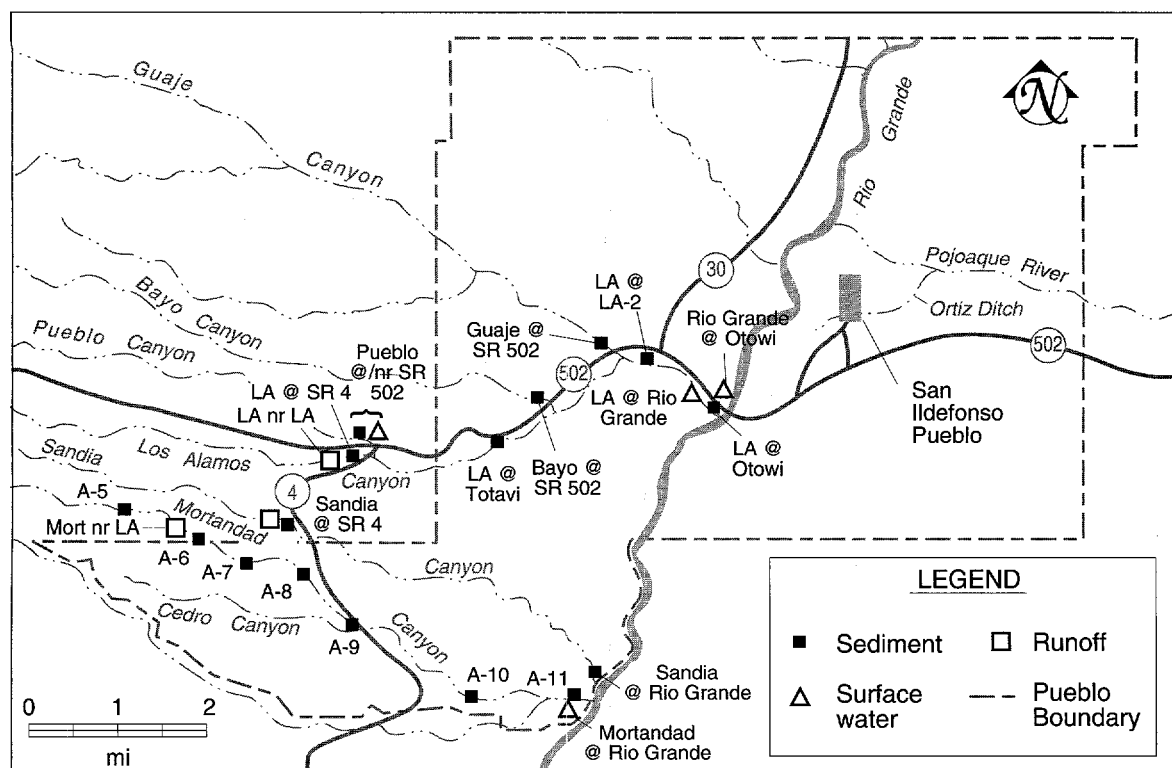 Guaje
Canyon
N
Rio
Grande
Pojoaque River
Ortiz Ditch
30
LA @
LA-2
Rio Grande
@ Otowi
Guaje @
SR 502
502
502
Bayo Canyon
Pueblo Canyon
Pueblo
@/nr SR
502
LA @ SR 4
LA nr LA
LA @ Rio
Grande
San
Ildefonso
Pueblo
LA @
Otowi
Bayo @
SR 502
LA @
Totavi
Los Alamos
Canyon
Sandia
Canyon
4
Sandia
@ SR 4
A-5
Mort nr LA
Mortandad
Canyon
A-6
A-7
A-8
Cedro Canyon
A-9
A-10
A-11
Sandia
@ Rio Grande
Mortandad
@ Rio Grande
0 1 2
mi
LEGEND
Sediment
Runoff
Surface
water
Pueblo
Boundary